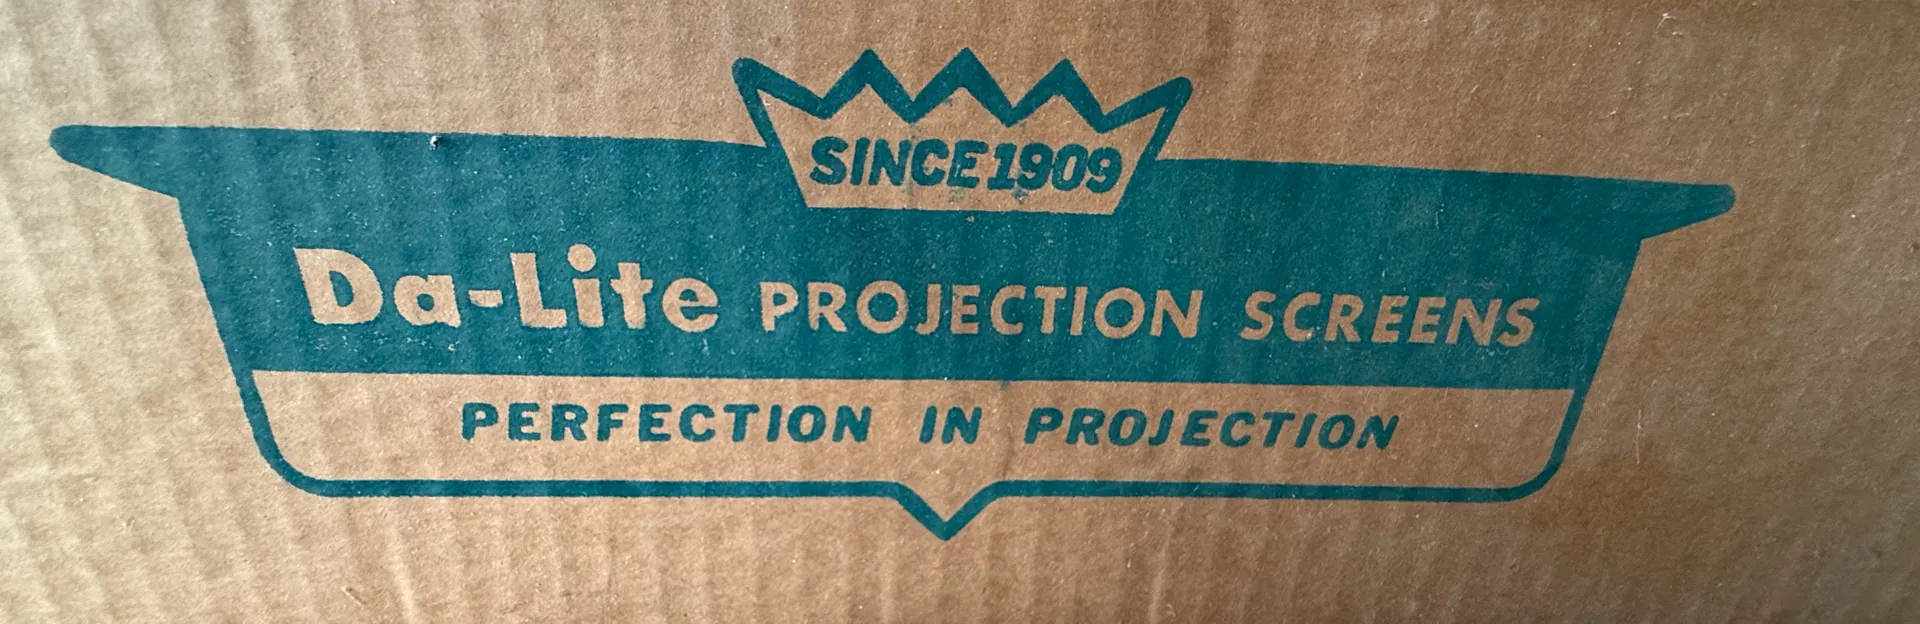 SINCE 1909
Da-Lite PROJECTION SCREENS
PERFECTION IN PROJECTION